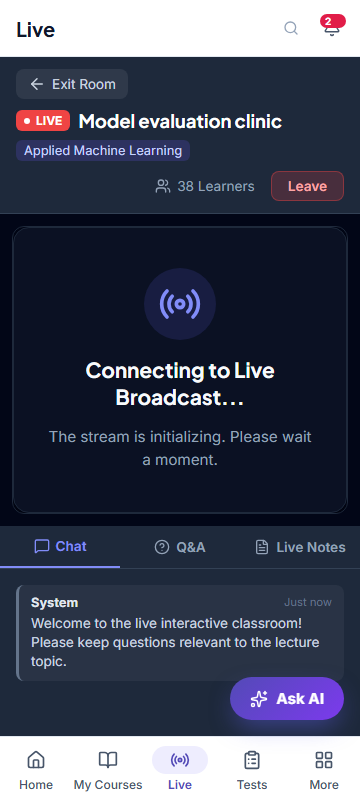 Live
2
Exit Room
LIVE
Model evaluation clinic
Applied Machine Learning
38 Learners
Leave
Connecting to Live
Broadcast...
The stream is initializing. Please wait
a moment.
Chat
Q&A
Live Notes
System
Just now
Welcome to the live interactive classroom!
Please keep questions relevant to the lecture
topic.
Ask AI
Home
My Courses
Live
Tests
More